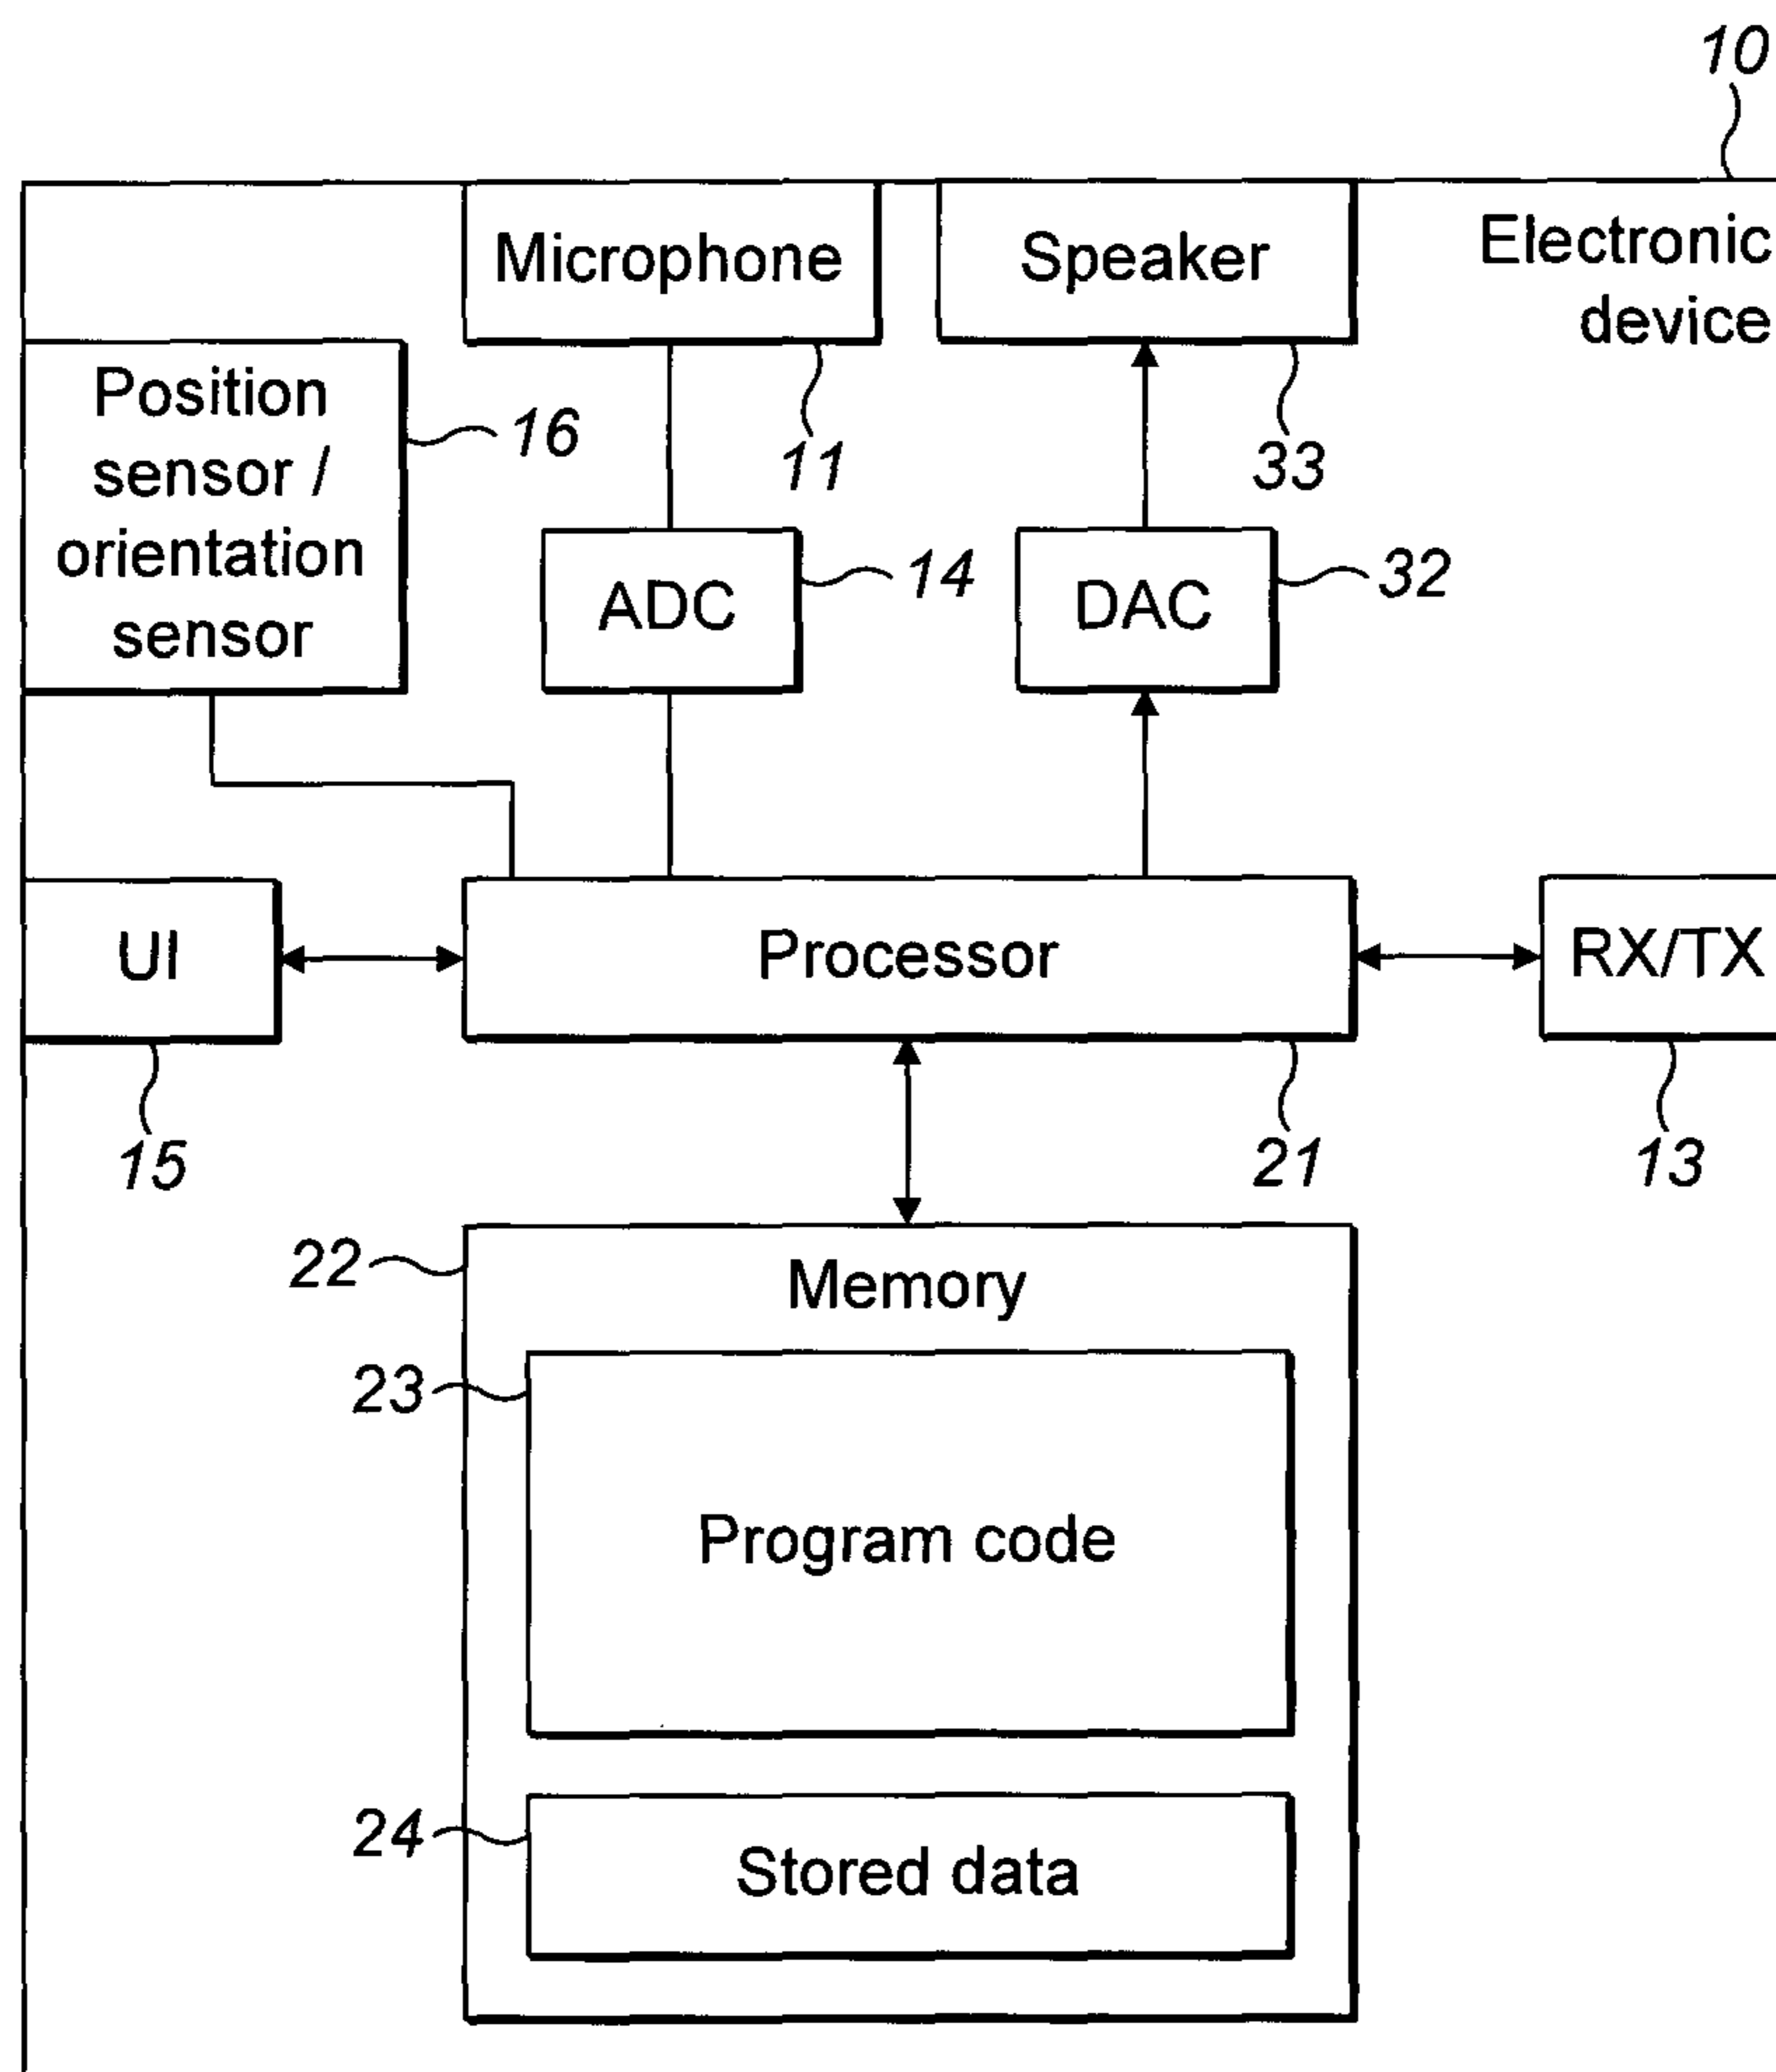 10
Electronic
device
Microphone
Speaker
11
33
Position
sensor /
orientation
sensor
16
ADC
14
DAC
32
UI
Processor
RX/TX
15
21
13
22
Memory
23
Program code
24
Stored data